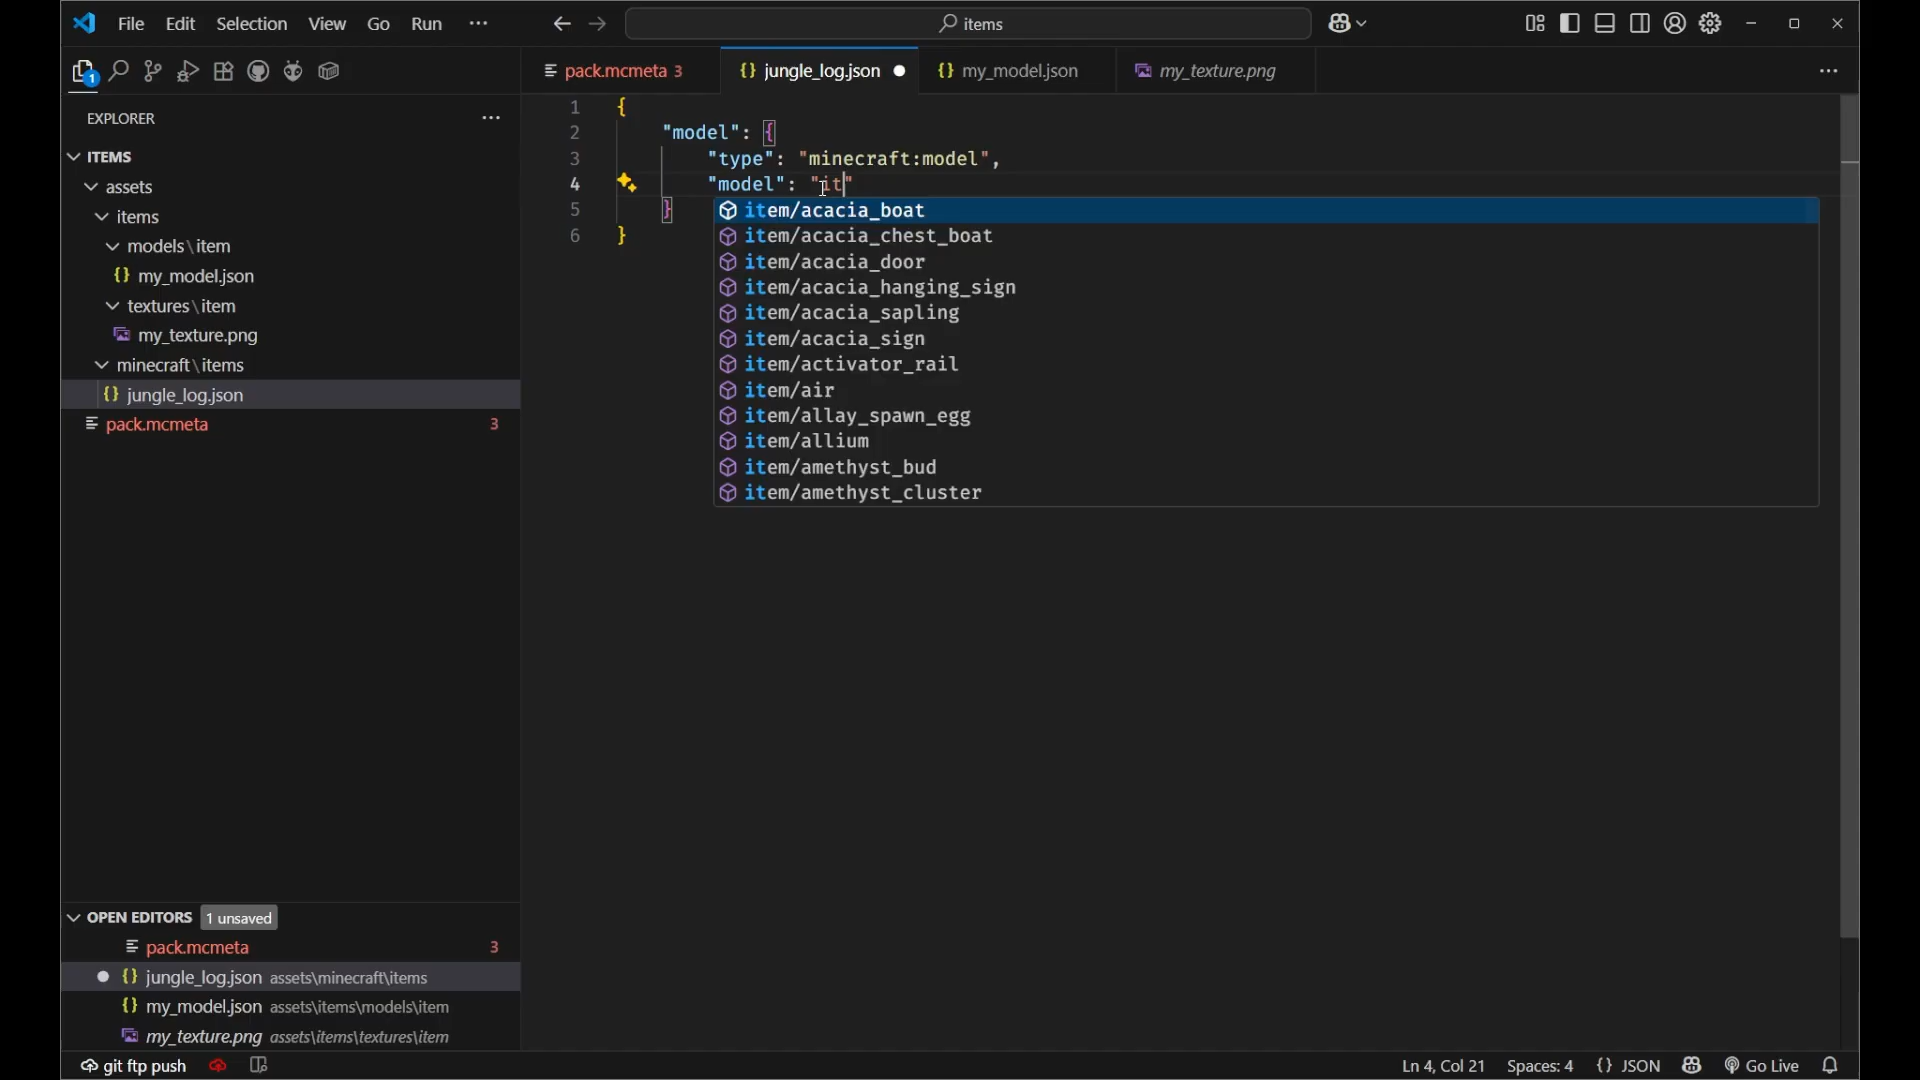 File Edit Selection View Go Run ··· items
pack.mcmeta 3 jungle_log.json my_model.json my_texture.png ···
1
EXPLORER ···
ITEMS
assets
items
models\item
my_model.json
textures\item
my_texture.png
minecraft\items
jungle_log.json
pack.mcmeta 3
1 {
2 "model": {
3 "type": "minecraft:model",
4 "model": "it"
5 }
6 }
item/acacia_boat
item/acacia_chest_boat
item/acacia_door
item/acacia_hanging_sign
item/acacia_sapling
item/acacia_sign
item/activator_rail
item/air
item/allay_spawn_egg
item/allium
item/amethyst_bud
item/amethyst_cluster
OPEN EDITORS 1 unsaved
pack.mcmeta 3
jungle_log.json assets\minecraft\items
my_model.json assets\items\models\item
my_texture.png assets\items\textures\item
git ftp push Ln 4, Col 21 Spaces: 4 {} JSON Go Live